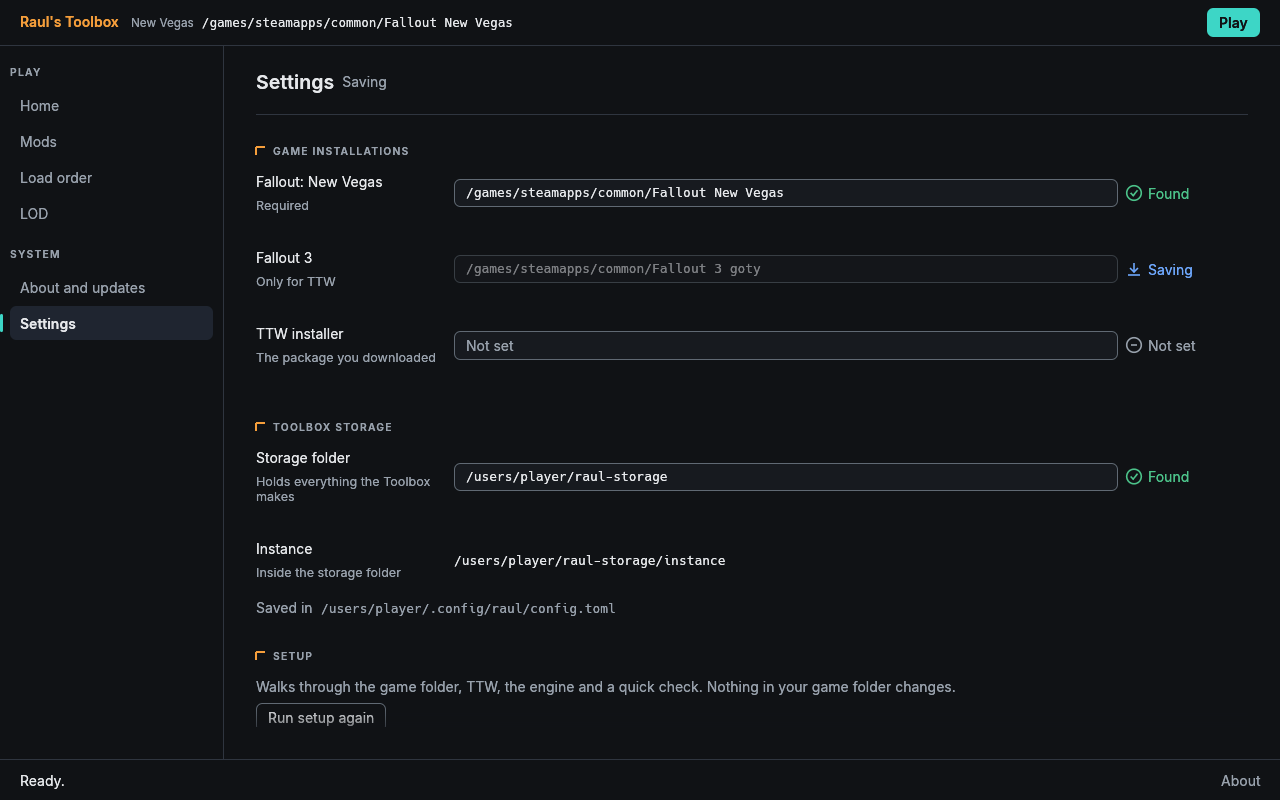 Raul's Toolbox New Vegas /games/steamapps/common/Fallout New Vegas Play
PLAY
Home
Mods
Load order
LOD
SYSTEM
About and updates
Settings
Settings Saving
GAME INSTALLATIONS
Fallout: New Vegas
Required
/games/steamapps/common/Fallout New Vegas
Found
Fallout 3
Only for TTW
/games/steamapps/common/Fallout 3 goty
Saving
TTW installer
The package you downloaded
Not set
Not set
TOOLBOX STORAGE
Storage folder
Holds everything the Toolbox
makes
/users/player/raul-storage
Found
Instance
Inside the storage folder
/users/player/raul-storage/instance
Saved in /users/player/.config/raul/config.toml
SETUP
Walks through the game folder, TTW, the engine and a quick check. Nothing in your game folder changes.
Run setup again
Ready.
About